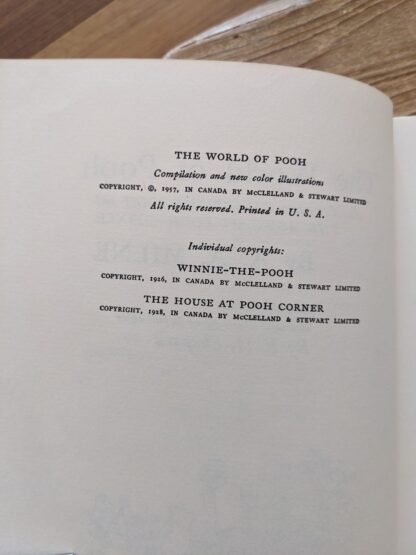 THE WORLD OF POOH
Compilation and new color illustrations
COPYRIGHT, ©, 1957, IN CANADA BY McCLELLAND & STEWART LIMITED
All rights reserved. Printed in U. S. A.
Individual copyrights:
WINNIE-THE-POOH
COPYRIGHT, 1926, IN CANADA BY McCLELLAND & STEWART LIMITED
THE HOUSE AT POOH CORNER
COPYRIGHT, 1928, IN CANADA BY McCLELLAND & STEWART LIMITED